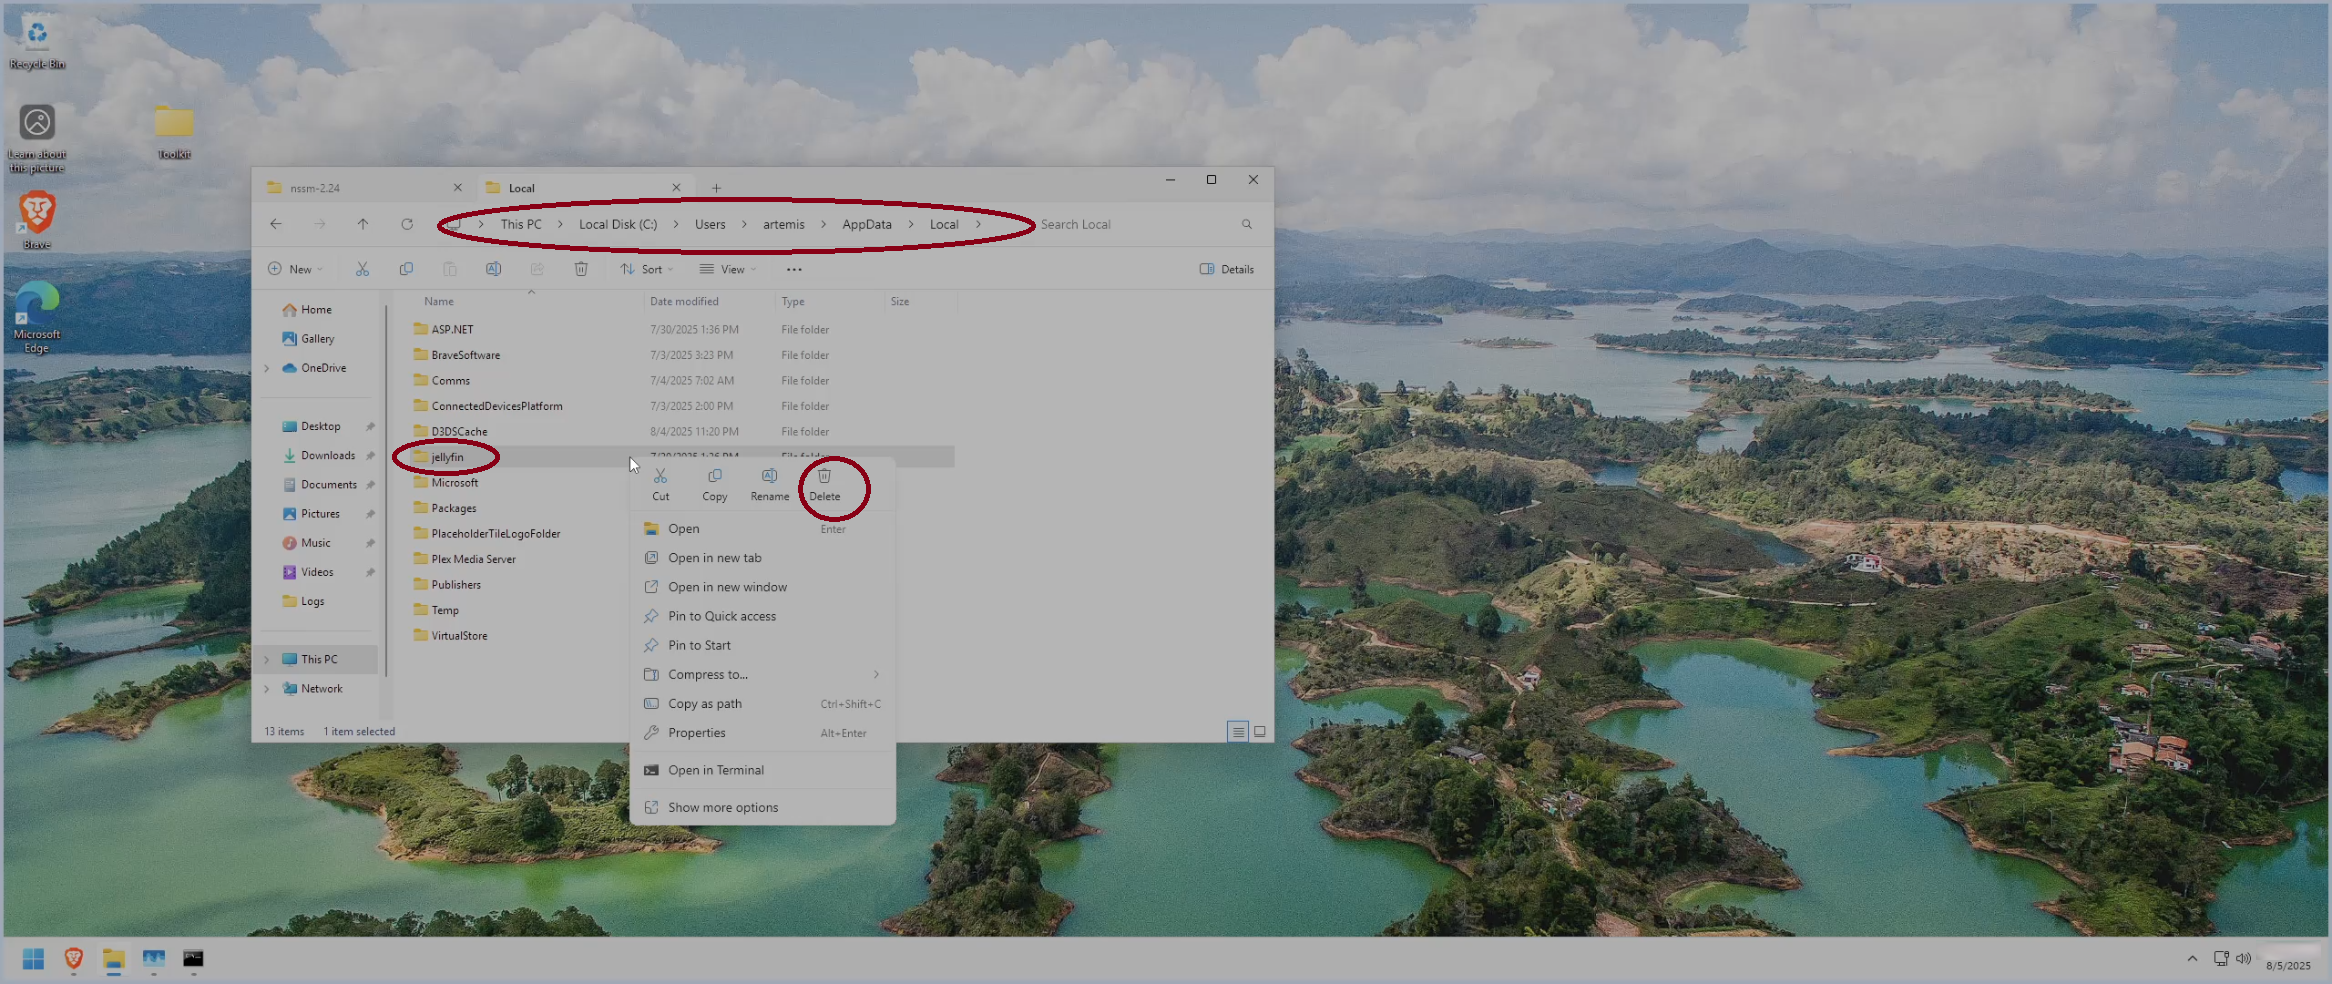 Recycle Bin
Learn about
this picture
Toolkit
Brave
Microsoft
Edge
nssm-2.24
Local
This PC
Local Disk (C:)
Users
artemis
AppData
Local
Search Local
New
Sort
View
Details
Name
Date modified
Type
Size
Home
Gallery
OneDrive
Desktop
Downloads
Documents
Pictures
Music
Videos
Logs
This PC
Network
ASP.NET 7/30/2025 1:36 PM File folder
BraveSoftware 7/3/2025 3:23 PM File folder
Comms 7/4/2025 7:02 AM File folder
ConnectedDevicesPlatform 7/3/2025 2:00 PM File folder
D3DSCache 8/4/2025 11:20 PM File folder
jellyfin
Microsoft
Packages
PlaceholderTileLogoFolder
Plex Media Server
Publishers
Temp
VirtualStore
Cut
Copy
Rename
Delete
Open Enter
Open in new tab
Open in new window
Pin to Quick access
Pin to Start
Compress to...
Copy as path Ctrl+Shift+C
Properties Alt+Enter
Open in Terminal
Show more options
13 items 1 item selected
8/5/2025